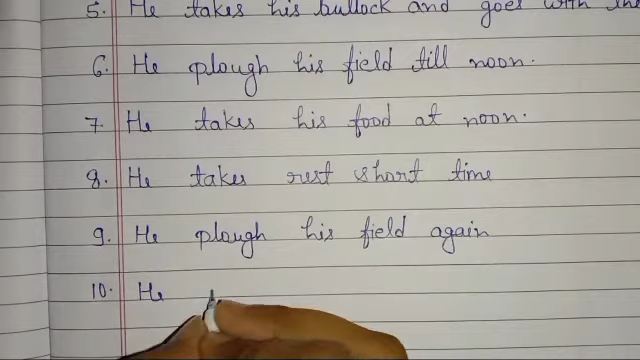 5. He takes his bullock and goes with the
6. He plough his field till noon.
7. He takes his food at noon.
8. He takes rest short time
9. He plough his field again
10. He